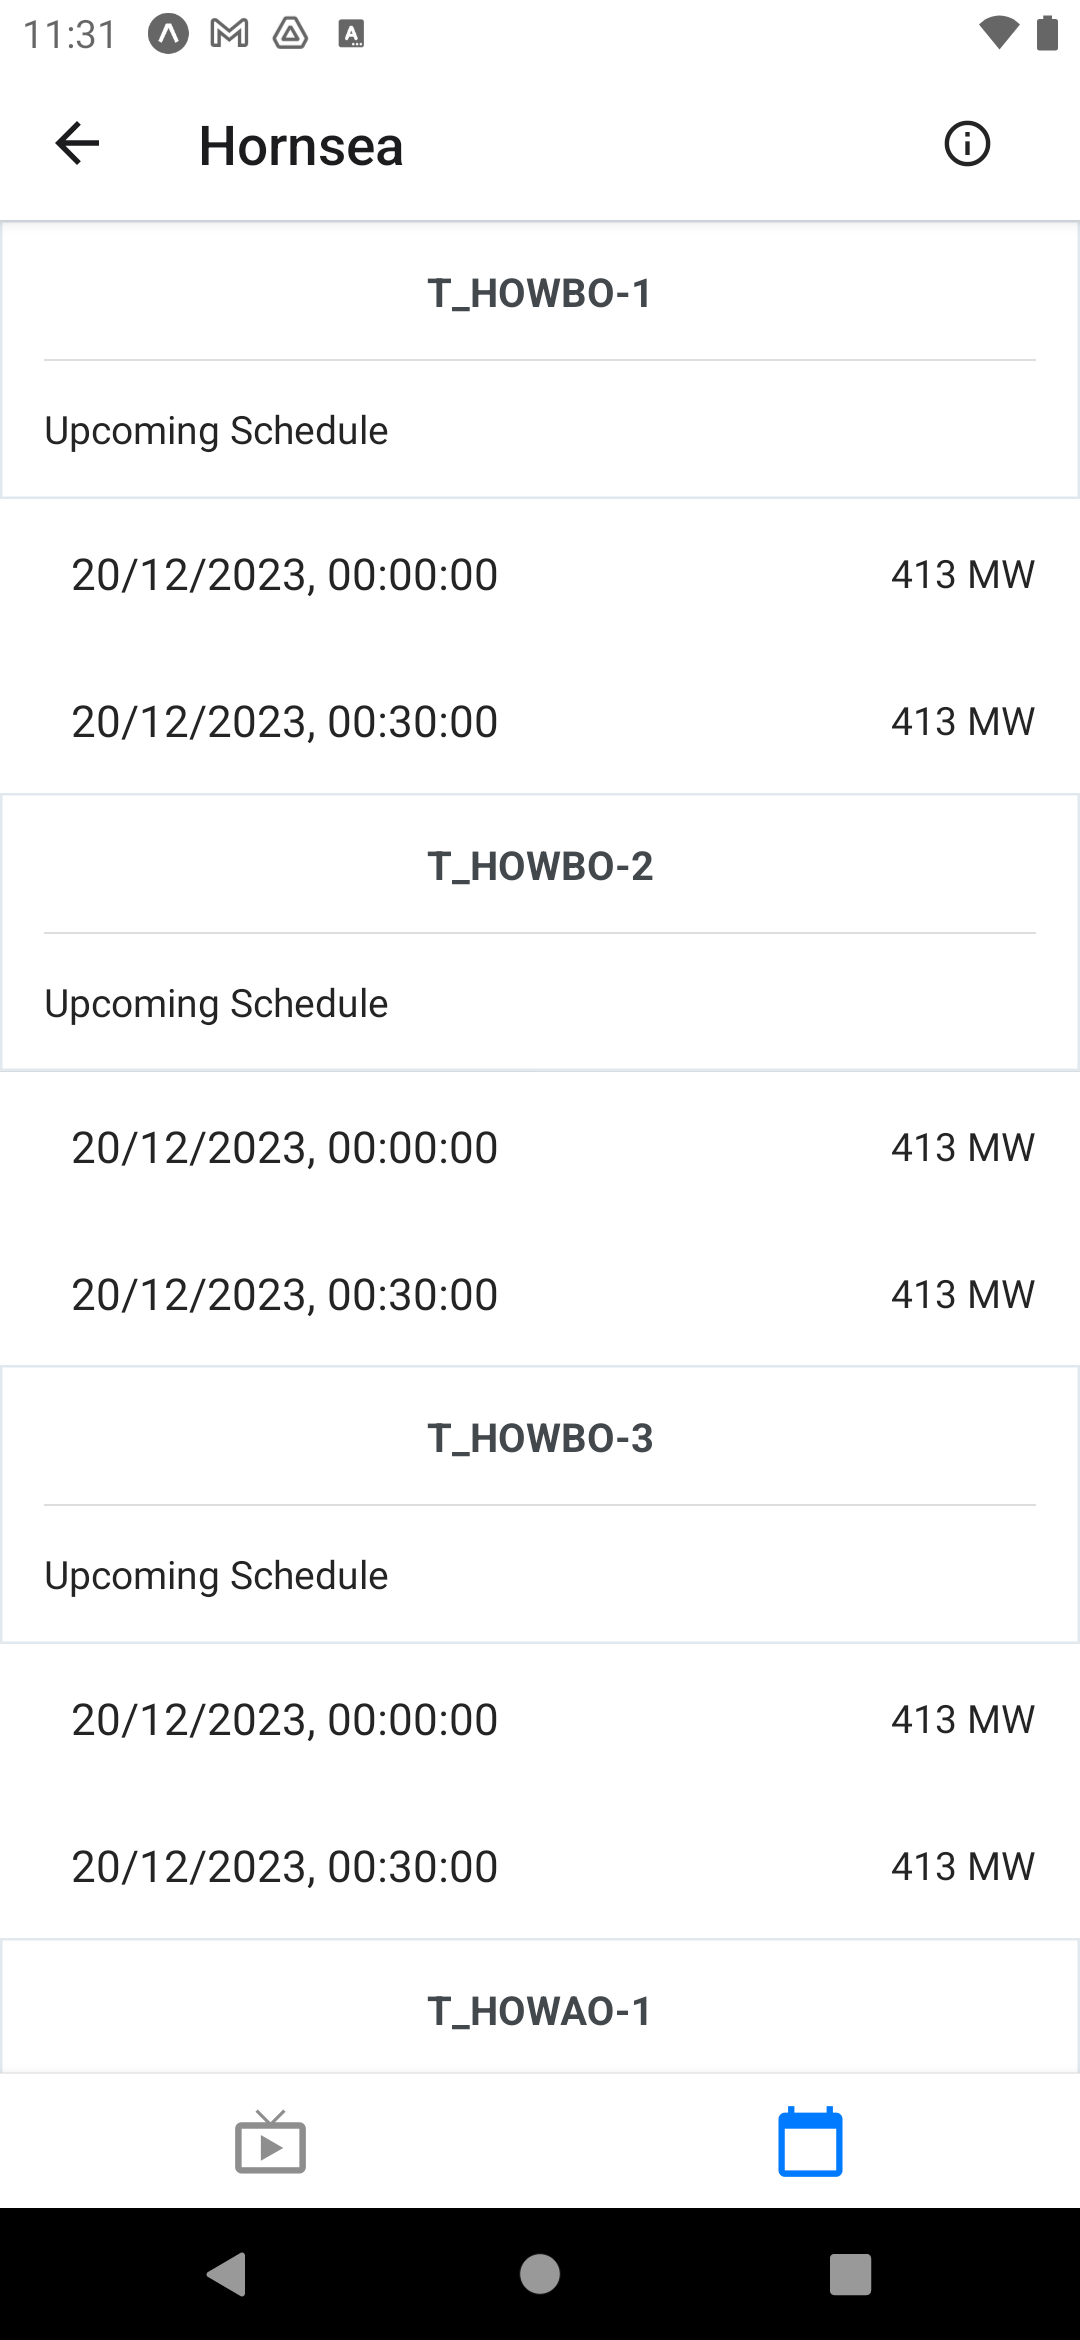 11:31
Hornsea
T_HOWBO-1
Upcoming Schedule
20/12/2023, 00:00:00 413 MW
20/12/2023, 00:30:00 413 MW
T_HOWBO-2
Upcoming Schedule
20/12/2023, 00:00:00 413 MW
20/12/2023, 00:30:00 413 MW
T_HOWBO-3
Upcoming Schedule
20/12/2023, 00:00:00 413 MW
20/12/2023, 00:30:00 413 MW
T_HOWAO-1